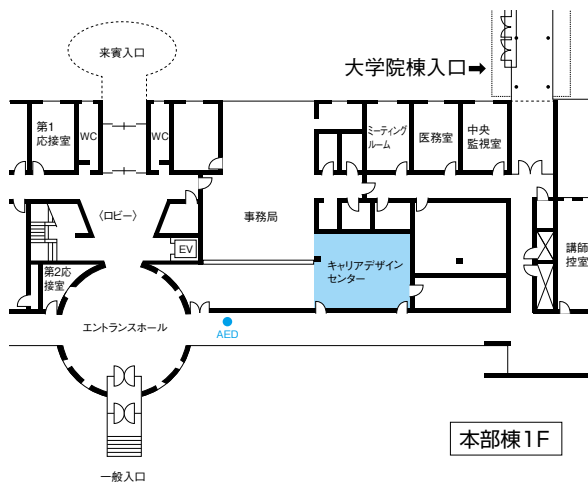 来賓入口
大学院棟入口➡
第1
応接室
WC
WC
ミーティング
ルーム
医務室
中央
監視室
〈ロビー〉
事務局
EV
講師
控室
第2応
接室
キャリアデザイン
センター
エントランスホール
AED
本部棟1F
一般入口